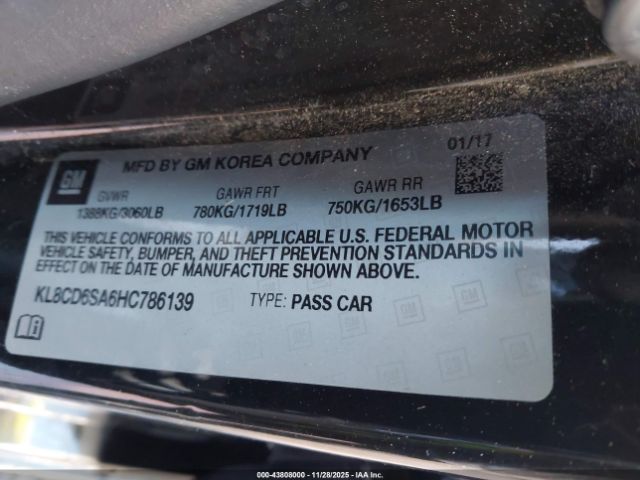 MFD BY GM KOREA COMPANY 01/17
GM
GVWR GAWR FRT GAWR RR
1388KG/3060LB 780KG/1719LB 750KG/1653LB
THIS VEHICLE CONFORMS TO ALL APPLICABLE U.S. FEDERAL MOTOR
VEHICLE SAFETY, BUMPER, AND THEFT PREVENTION STANDARDS IN
EFFECT ON THE DATE OF MANUFACTURE SHOWN ABOVE.
KL8CD6SA6HC786139 TYPE: PASS CAR
000-43808000 - 11/28/2025 - IAA Inc.